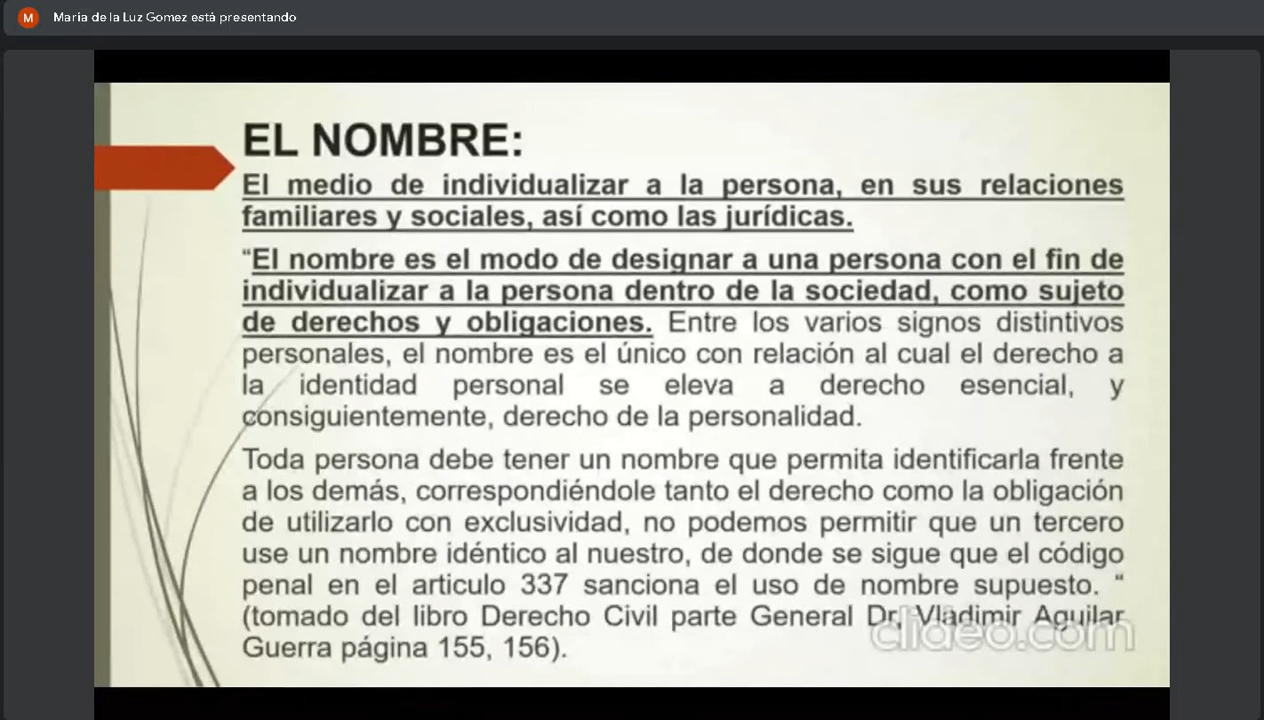 M
Maria de la Luz Gomez está presentando
EL NOMBRE:
El medio de individualizar a la persona, en sus relaciones
familiares y sociales, así como las jurídicas.
“El nombre es el modo de designar a una persona con el fin de
individualizar a la persona dentro de la sociedad, como sujeto
de derechos y obligaciones. Entre los varios signos distintivos
personales, el nombre es el único con relación al cual el derecho a
la identidad personal se eleva a derecho esencial, y
consiguientemente, derecho de la personalidad.
Toda persona debe tener un nombre que permita identificarla frente
a los demás, correspondiéndole tanto el derecho como la obligación
de utilizarlo con exclusividad, no podemos permitir que un tercero
use un nombre idéntico al nuestro, de donde se sigue que el código
penal en el articulo 337 sanciona el uso de nombre supuesto. “
(tomado del libro Derecho Civil parte General Dr, Vladimir Aguilar
Guerra página 155, 156).
clideo.com